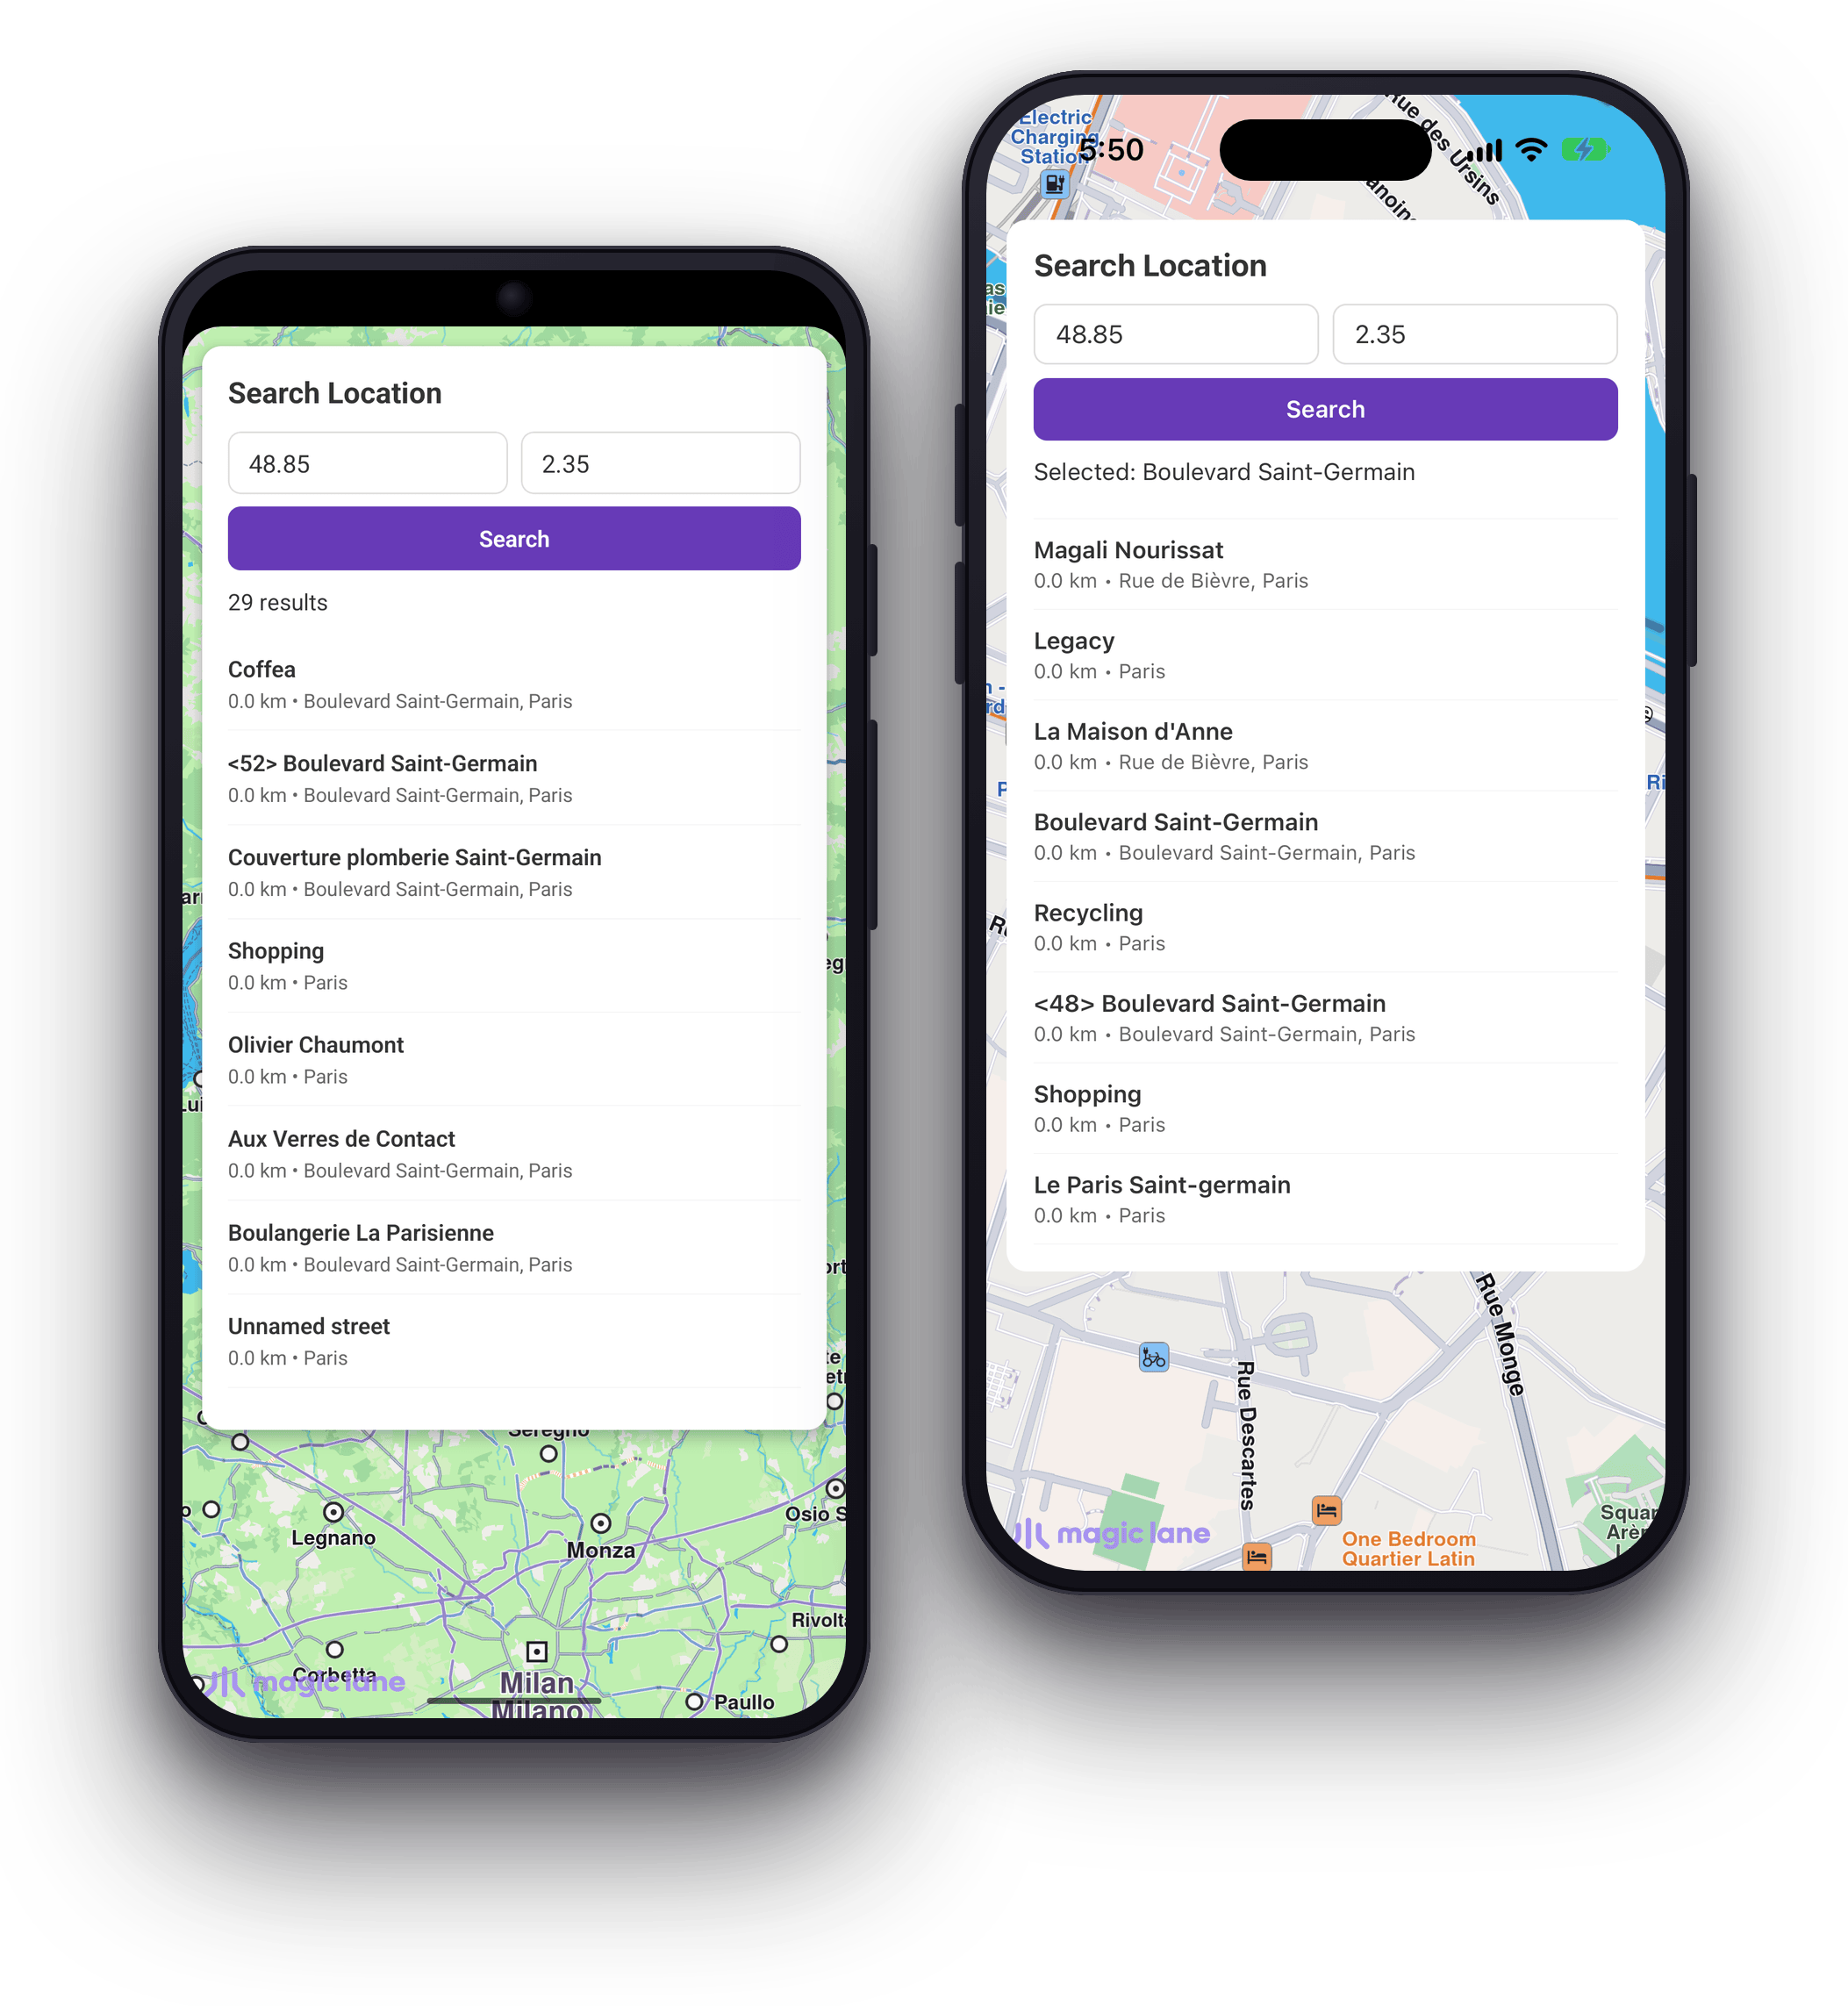 Search Location
48.85
2.35
Search
29 results
Coffea
0.0 km • Boulevard Saint-Germain, Paris
<52> Boulevard Saint-Germain
0.0 km • Boulevard Saint-Germain, Paris
Couverture plomberie Saint-Germain
0.0 km • Boulevard Saint-Germain, Paris
Shopping
0.0 km • Paris
Olivier Chaumont
0.0 km • Paris
Aux Verres de Contact
0.0 km • Boulevard Saint-Germain, Paris
Boulangerie La Parisienne
0.0 km • Boulevard Saint-Germain, Paris
Unnamed street
0.0 km • Paris
Seregno
Legnano
Monza
Osio S
Rivolta
Corbetta
magic lane
Milan
Milano
Paullo
Electric
Charging
Station
5:50
Rue des Ursins
Search Location
48.85
2.35
Search
Selected: Boulevard Saint-Germain
Magali Nourissat
0.0 km • Rue de Bièvre, Paris
Legacy
0.0 km • Paris
La Maison d'Anne
0.0 km • Rue de Bièvre, Paris
Boulevard Saint-Germain
0.0 km • Boulevard Saint-Germain, Paris
Recycling
0.0 km • Paris
<48> Boulevard Saint-Germain
0.0 km • Boulevard Saint-Germain, Paris
Shopping
0.0 km • Paris
Le Paris Saint-germain
0.0 km • Paris
Rue Monge
Rue Descartes
magic lane
One Bedroom
Quartier Latin